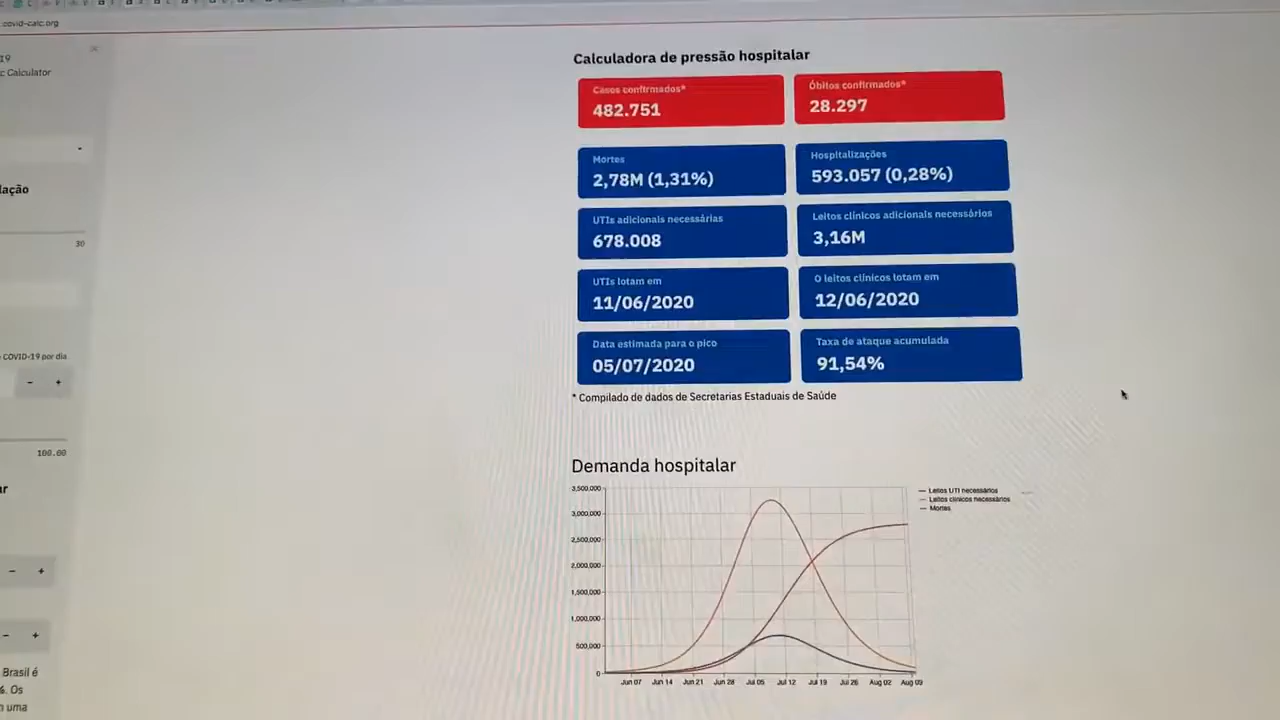 covid-calc.org
19
c Calculator
lação
30
COVID-19 por dia
− +
100.00
ar
− +
− +
Brasil é
%. Os
n uma
Calculadora de pressão hospitalar
Casos confirmados*
482.751
Óbitos confirmados*
28.297
Mortes
2,78M (1,31%)
Hospitalizações
593.057 (0,28%)
UTIs adicionais necessárias
678.008
Leitos clínicos adicionais necessários
3,16M
UTIs lotam em
11/06/2020
O leitos clínicos lotam em
12/06/2020
Data estimada para o pico
05/07/2020
Taxa de ataque acumulada
91,54%
* Compilado de dados de Secretarias Estaduais de Saúde
Demanda hospitalar
3,500,000
3,000,000
2,500,000
2,000,000
1,500,000
1,000,000
500,000
0
Jun 07 Jun 14 Jun 21 Jun 28 Jul 05 Jul 12 Jul 19 Jul 26 Aug 02 Aug 09
Leitos UTI necessários
Leitos clínicos necessários
Mortes